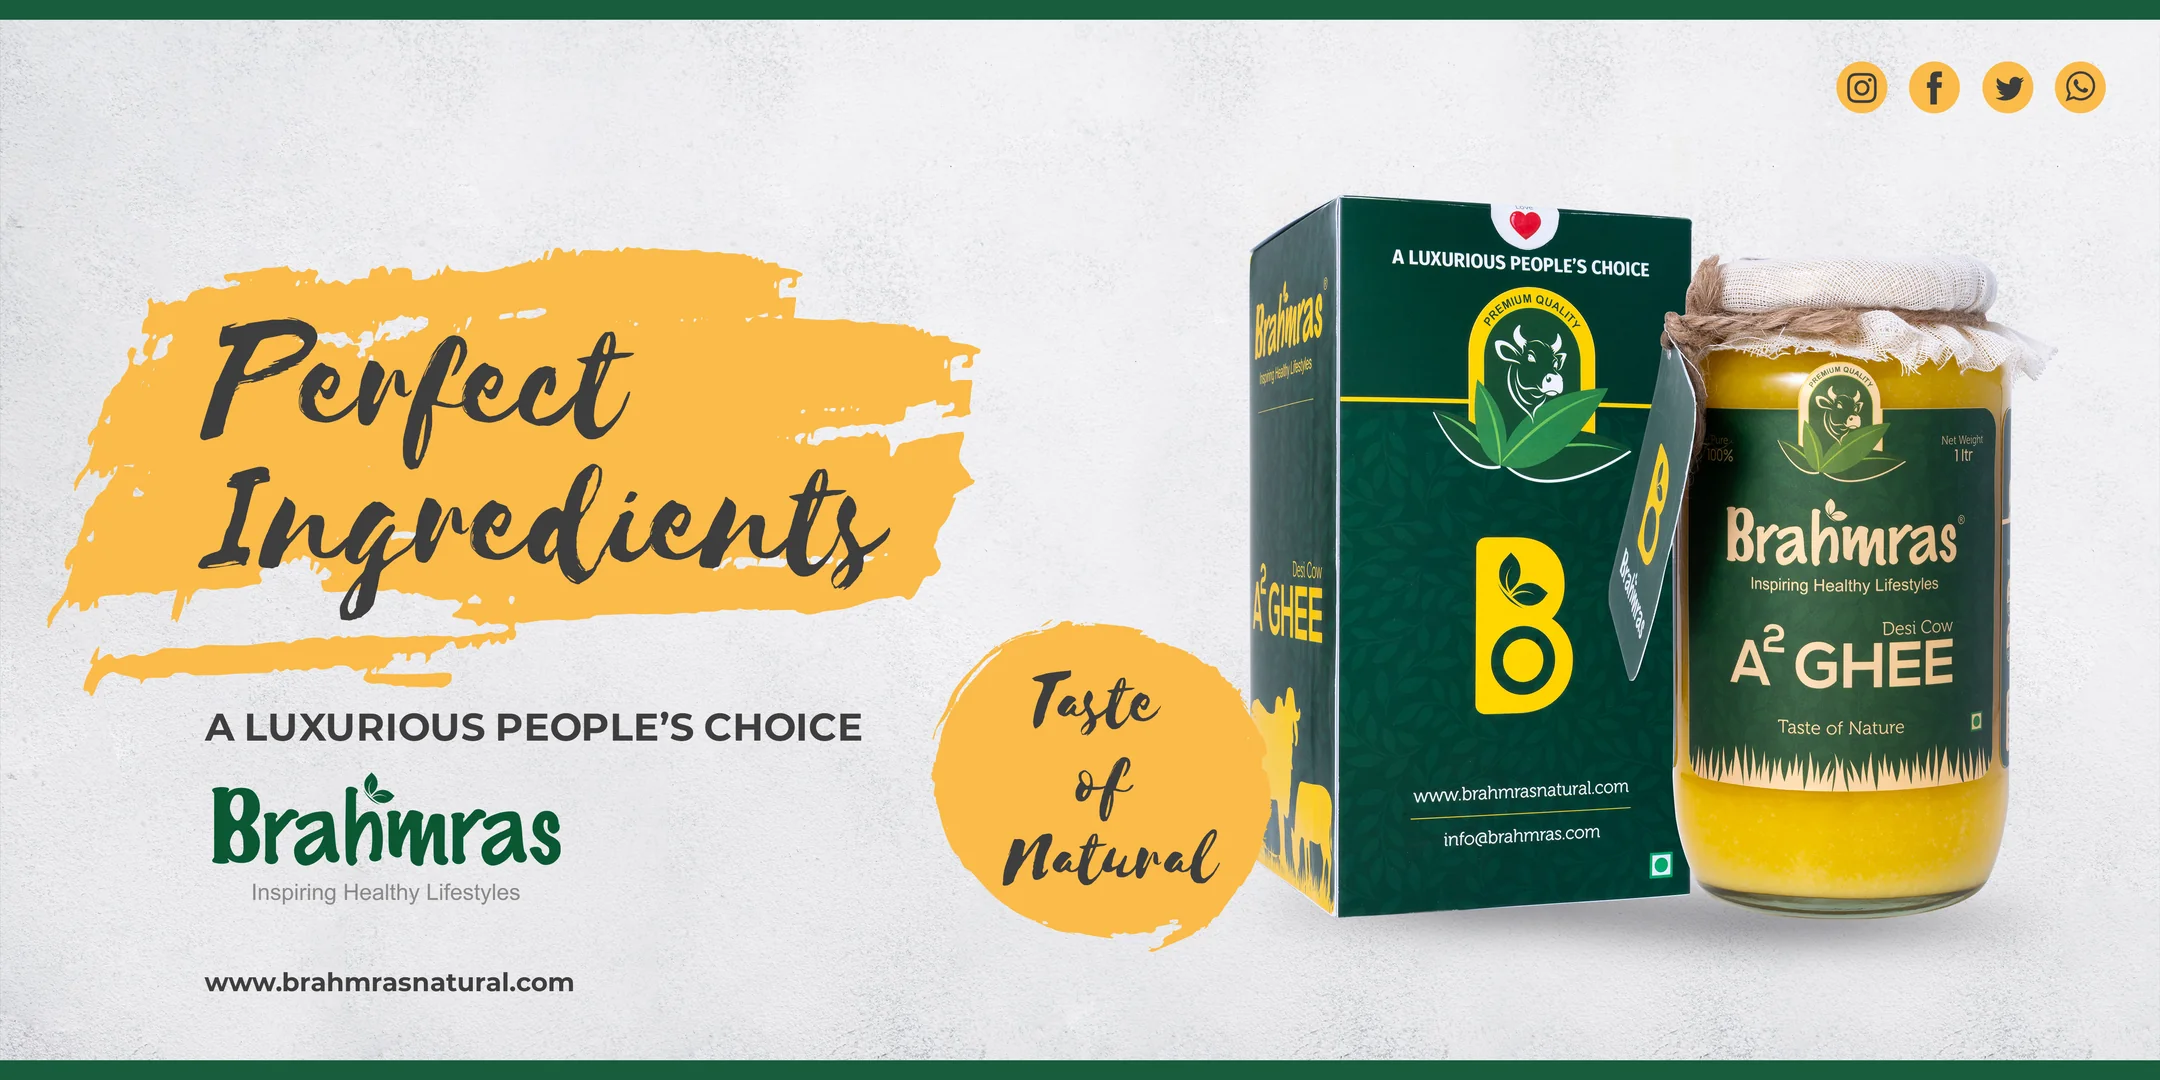 Perfect
Ingredients
A LUXURIOUS PEOPLE’S CHOICE
Brahmras
Inspiring Healthy Lifestyles
www.brahmrasnatural.com
Taste
of
Natural
Brahmras®
Inspiring Healthy Lifestyles
Desi Cow
A² GHEE
LOVE
A LUXURIOUS PEOPLE’S CHOICE
PREMIUM QUALITY
B
www.brahmrasnatural.com
info@brahmras.com
B
Brahmras
PREMIUM QUALITY
Pure
100%
Net Weight
1 ltr
Brahmras®
Inspiring Healthy Lifestyles
Desi Cow
A² GHEE
Taste of Nature